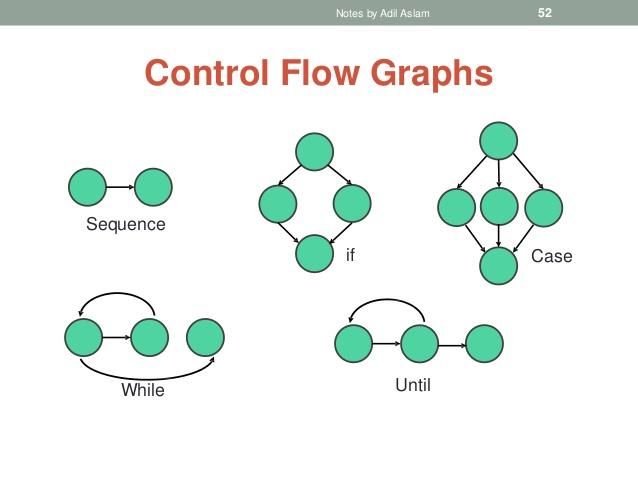 Notes by Adil Aslam
52
Control Flow Graphs
Sequence
if
Case
While
Until